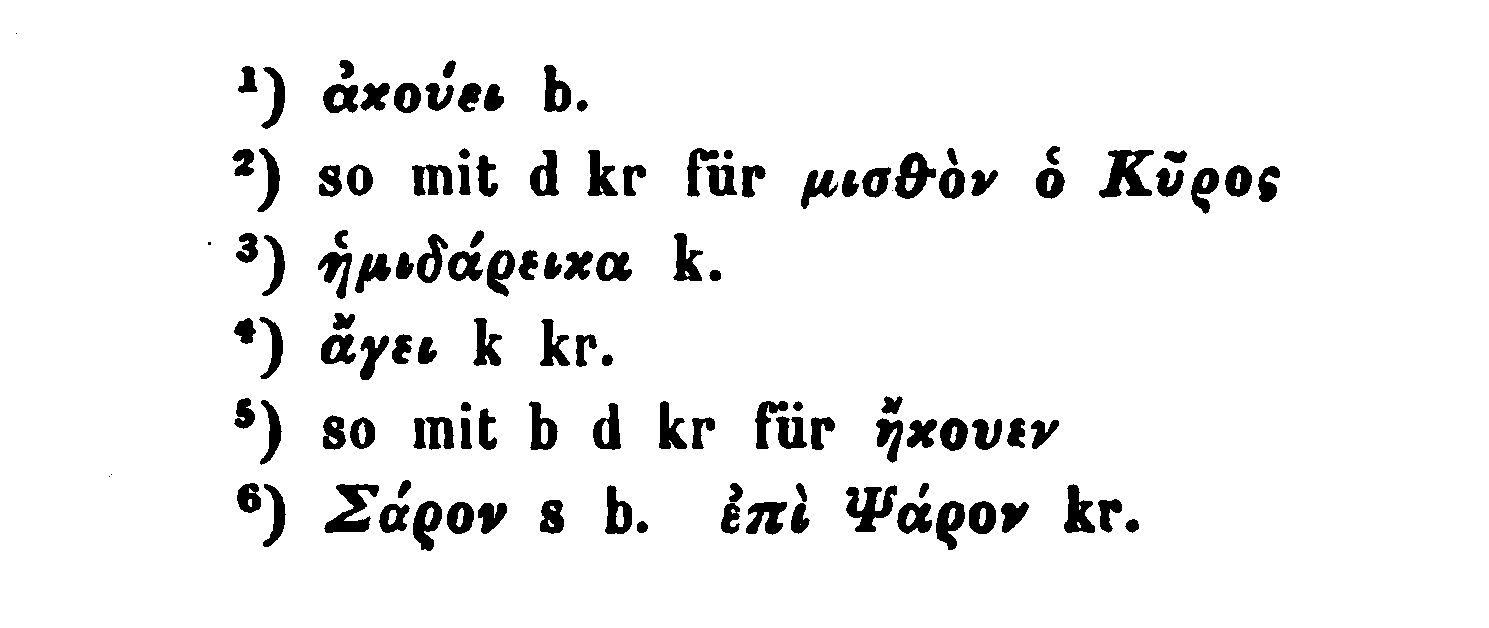 ¹) ἀκούει b.
²) so mit d kr für μισθὸν ὁ Κῦρος
³) ἡμιδάρεικα k.
⁴) ἄγει k kr.
⁵) so mit b d kr für ἤκουεν
⁶) Σάρον s b. ἐπὶ Ψάρον kr.